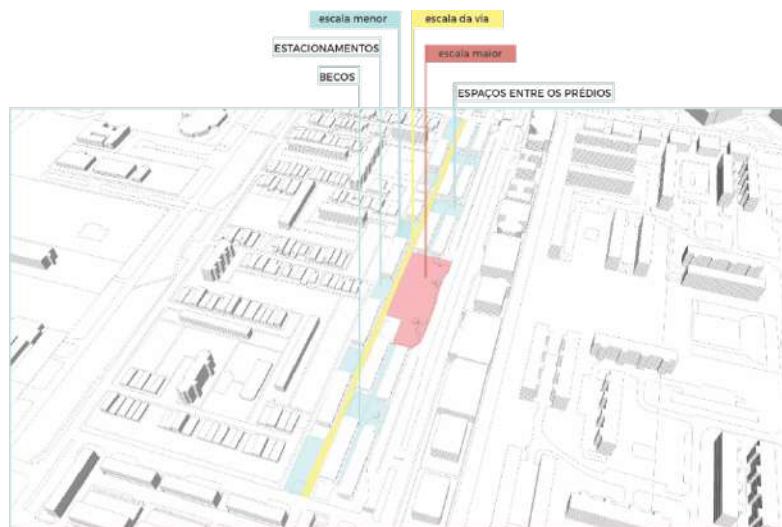 escala menor
escala da via
ESTACIONAMENTOS
escala maior
BECOS
ESPAÇOS ENTRE OS PRÉDIOS